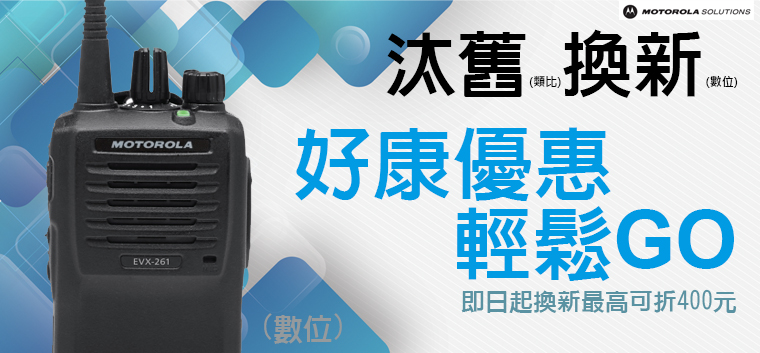 MOTOROLA SOLUTIONS
汰舊(類比)換新(數位)
好康優惠
輕鬆GO
即日起換新最高可折400元
MOTOROLA
EVX-261
(數位)